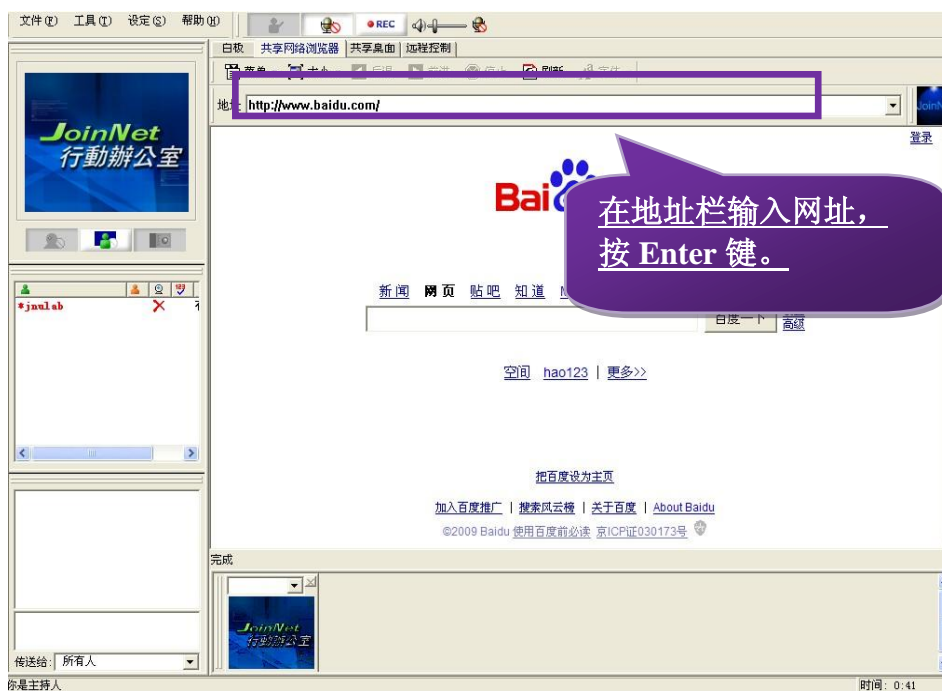 文件(F) 工具(T) 设定(S) 帮助(H)
REC
白板 共享网络浏览器 共享桌面 远程控制
刷新
地址 http://www.baidu.com/
登录
JoinNet
行動辦公室
Bai
在地址栏输入网址，
按 Enter 键。
新闻 网页 贴吧 知道
*jnulab
百度一下
高级
空间 hao123 | 更多>>
把百度设为主页
加入百度推广 | 搜索风云榜 | 关于百度 | About Baidu
©2009 Baidu 使用百度前必读 京ICP证030173号
完成
JoinNet
行動辦公室
传送给: 所有人
你是主持人
时间: 0:41